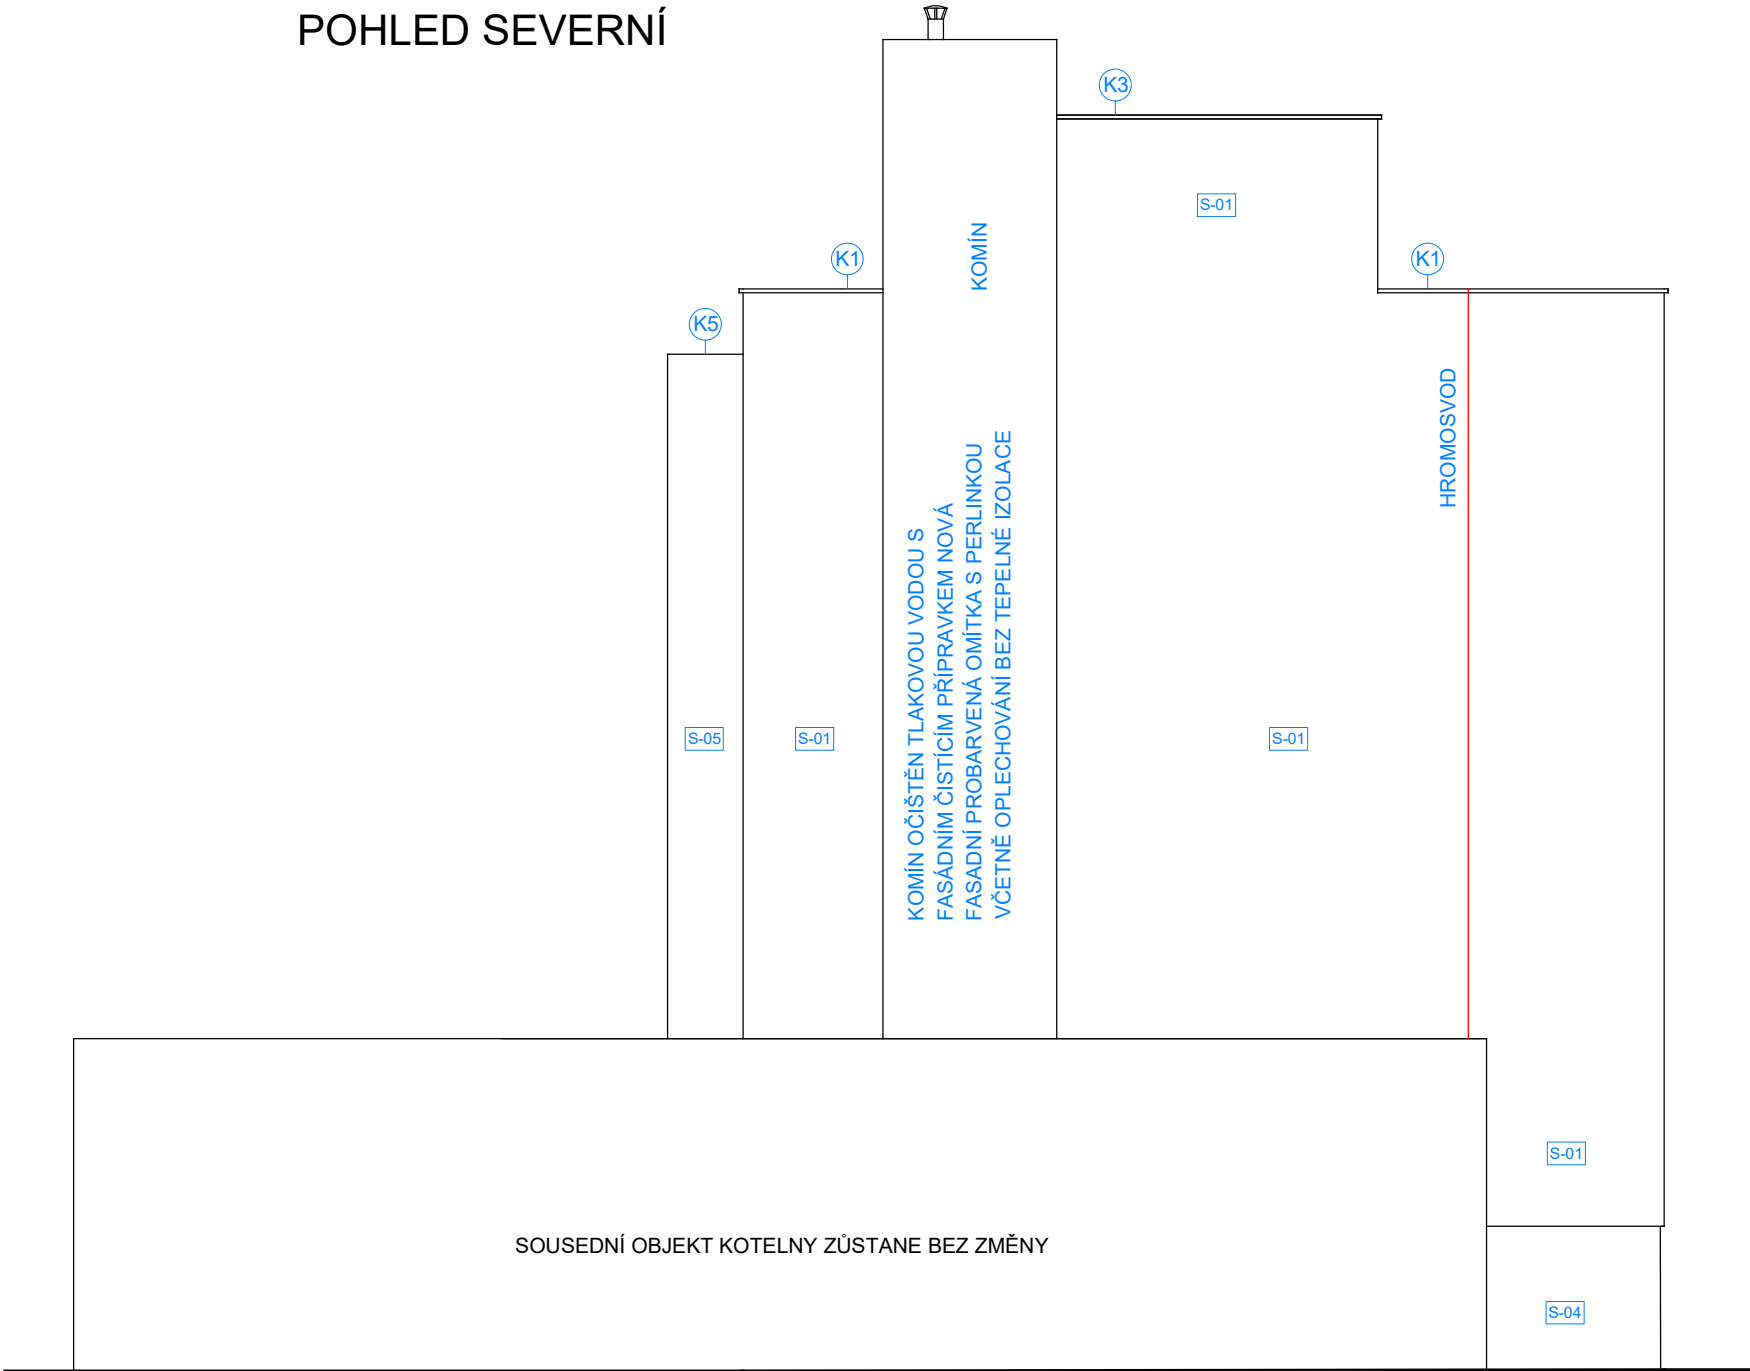 POHLED SEVERNÍ
K3
S-01
KOMÍN
K1
K1
K5
HROMOSVOD
KOMÍN OČIŠTĚN TLAKOVOU VODOU S
FASÁDNÍM ČISTÍCÍM PŘÍPRAVKEM NOVÁ
FASADNÍ PROBARVENÁ OMÍTKA S PERLINKOU
VČETNĚ OPLECHOVÁNÍ BEZ TEPELNÉ IZOLACE
S-05
S-01
S-01
S-01
SOUSEDNÍ OBJEKT KOTELNY ZŮSTANE BEZ ZMĚNY
S-04